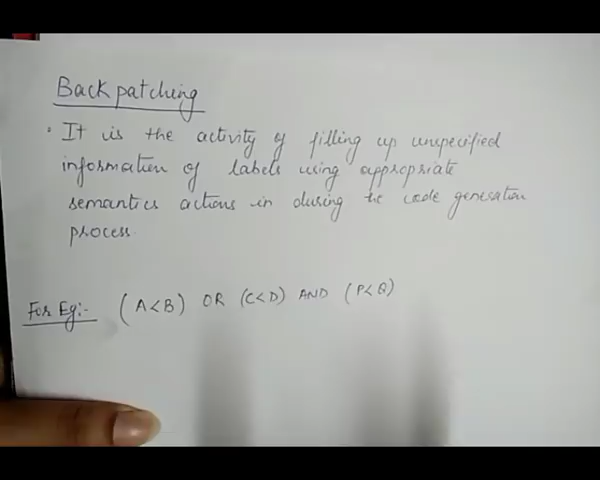 Backpatching
• It is the activity of filling up unspecified
information of labels using appropriate
semantics actions in during the code generation
process.
For Eg:- (A<B) OR (C<D) AND (P<Q)